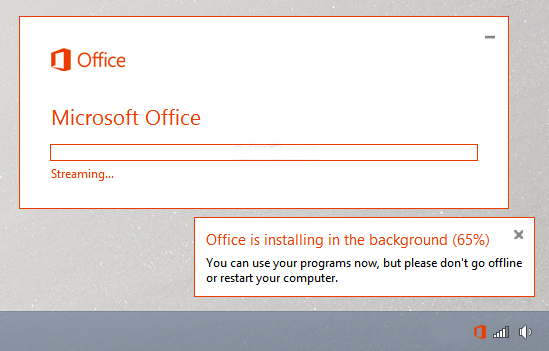 Office
Microsoft Office
Streaming...
Office is installing in the background (65%)
You can use your programs now, but please don't go offline
or restart your computer.